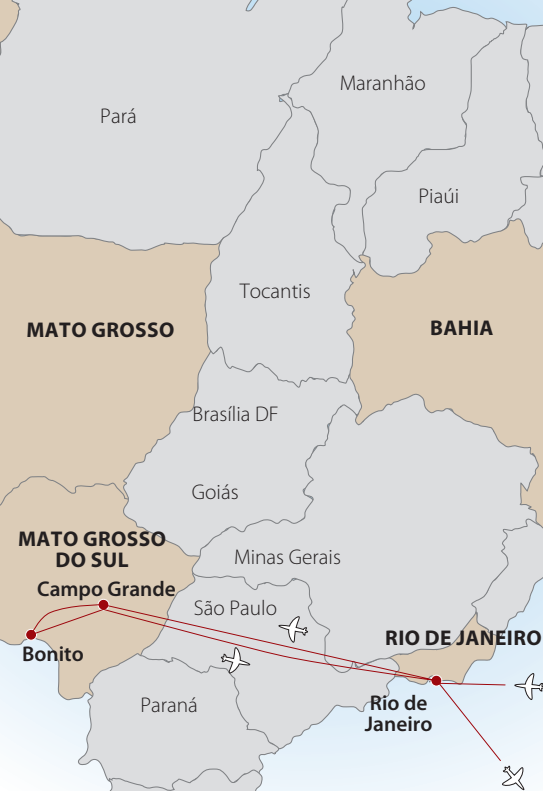 Maranhão
Pará
Piaúi
Tocantis
MATO GROSSO
BAHIA
Brasília DF
Goiás
MATO GROSSO
DO SUL
Minas Gerais
Campo Grande
São Paulo
RIO DE JANEIRO
Bonito
Paraná
Rio de
Janeiro